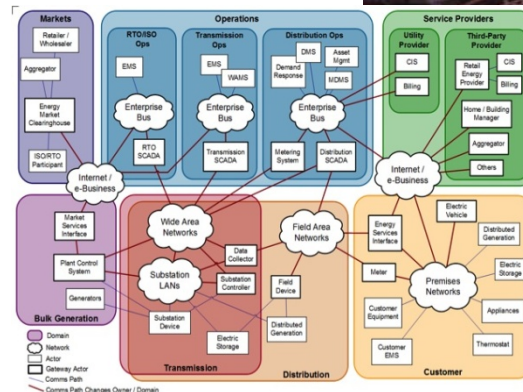 Markets
Retailer /
Wholesaler
Aggregator
Energy
Market
Clearinghouse
ISO/RTO
Participant
Operations
RTO/ISO
Ops
EMS
Enterprise
Bus
RTO
SCADA
Transmission
Ops
EMS
WAMS
Enterprise
Bus
Transmission
SCADA
Distribution Ops
DMS
Asset
Mgmt
Demand
Response
MDMS
Enterprise
Bus
Metering
System
Distribution
SCADA
Service Providers
Utility
Provider
CIS
Billing
Third-Party
Provider
Retail
Energy
Provider
CIS
Billing
Home / Building
Manager
Aggregator
Others
Internet /
e-Business
Internet /
e-Business
Market
Services
Interface
Plant Control
System
Generators
Bulk Generation
Wide Area
Networks
Substation
LANs
Data
Collector
Substation
Controller
Substation
Device
Electric
Storage
Transmission
Field Area
Networks
Field
Device
Distributed
Generation
Distribution
Energy
Services
Interface
Meter
Customer
Equipment
Customer
EMS
Premises
Networks
Electric
Vehicle
Distributed
Generation
Electric
Storage
Appliances
Thermostat
Customer
Domain
Network
Actor
Gateway Actor
Comms Path
Comms Path Changes Owner / Domain